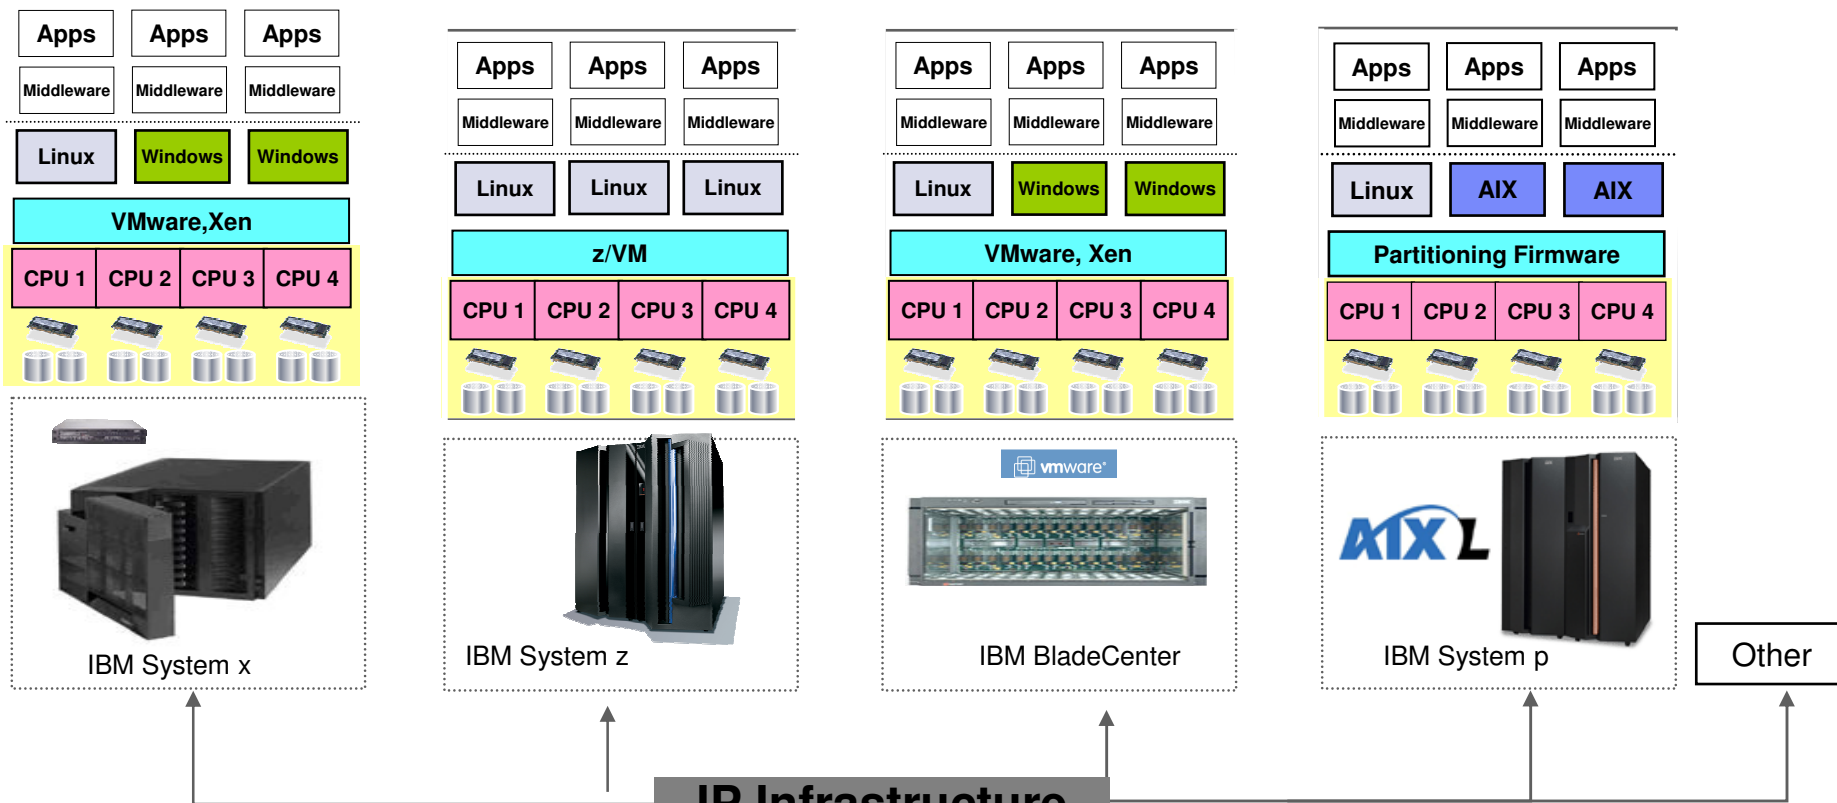 Apps Apps Apps
Middleware Middleware Middleware
Linux Windows Windows
VMware,Xen
CPU 1 CPU 2 CPU 3 CPU 4
IBM System x
Apps Apps Apps
Middleware Middleware Middleware
Linux Linux Linux
z/VM
CPU 1 CPU 2 CPU 3 CPU 4
IBM System z
Apps Apps Apps
Middleware Middleware Middleware
Linux Windows Windows
VMware, Xen
CPU 1 CPU 2 CPU 3 CPU 4
vmware
IBM BladeCenter
Apps Apps Apps
Middleware Middleware Middleware
Linux AIX AIX
Partitioning Firmware
CPU 1 CPU 2 CPU 3 CPU 4
AIX L
IBM System p
Other
IP Infrastructure